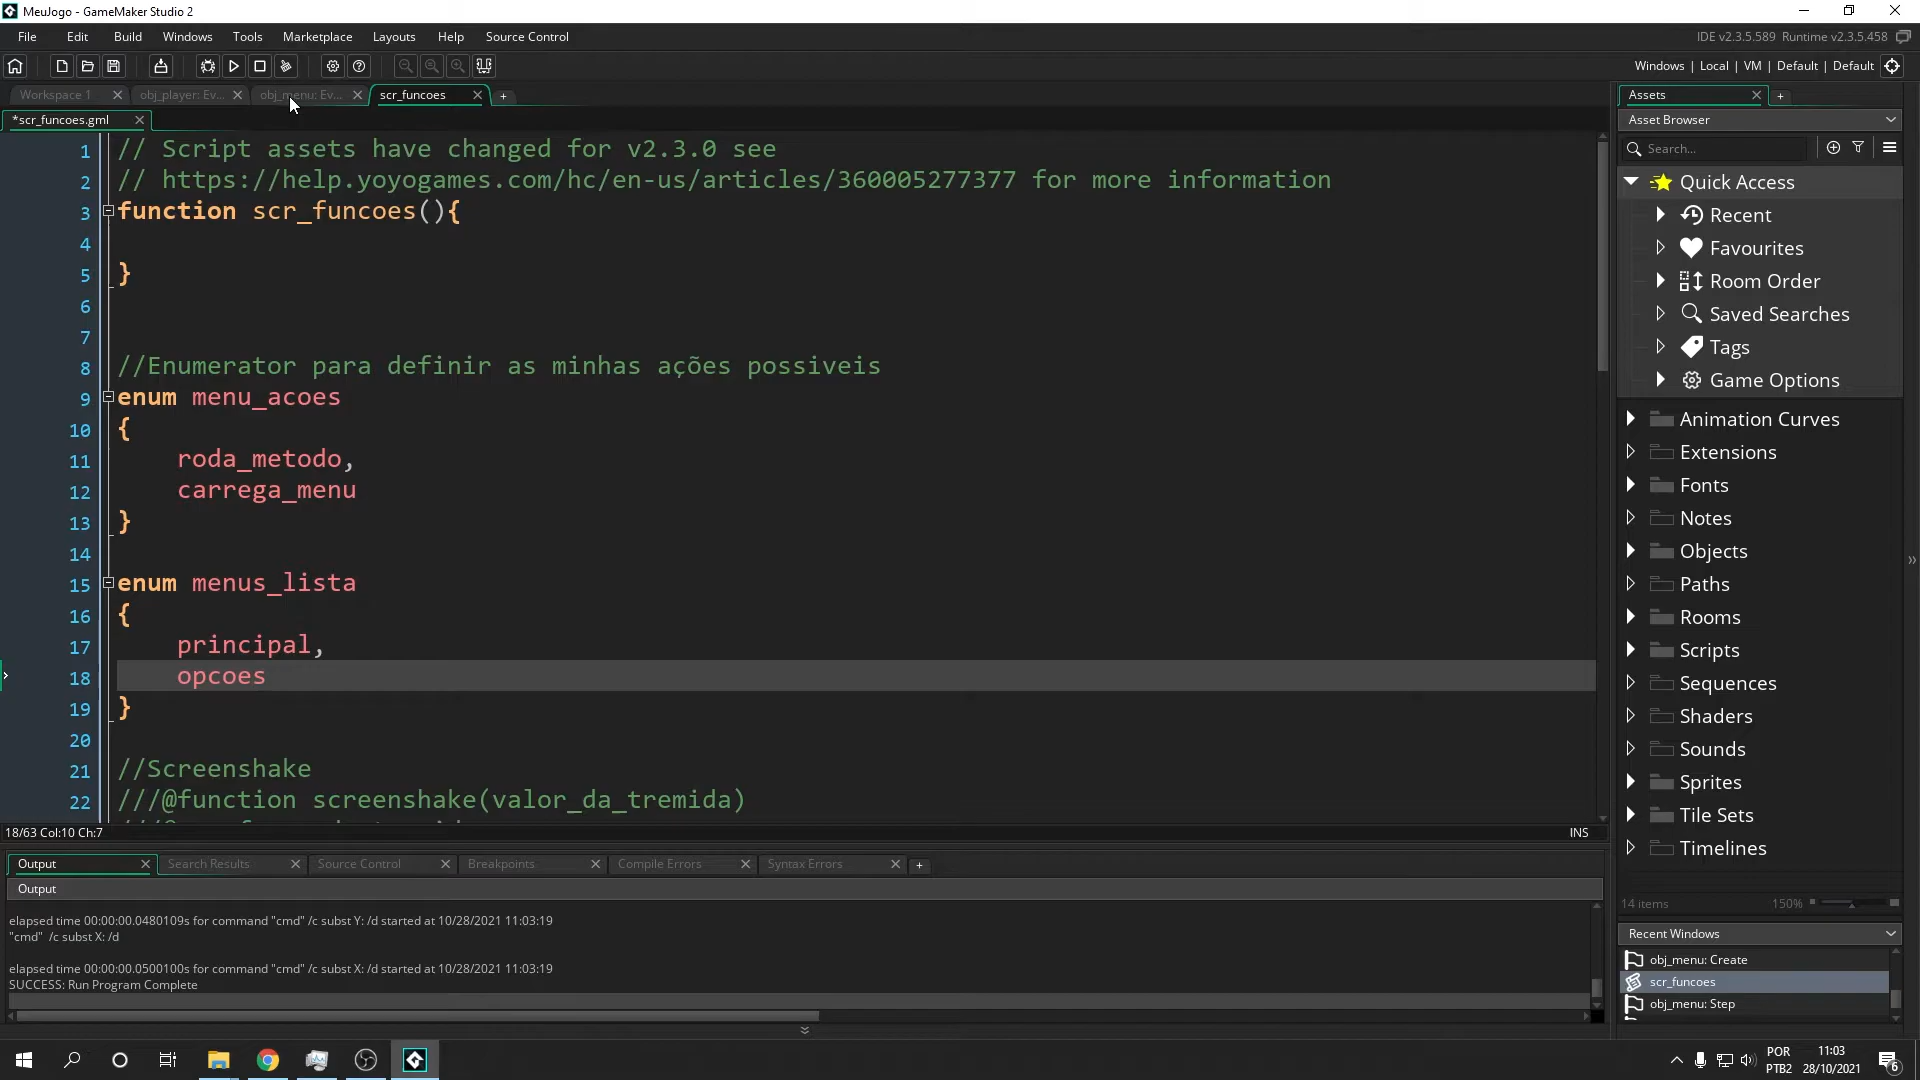 MeuJogo - GameMaker Studio 2
File Edit Build Windows Tools Marketplace Layouts Help Source Control
IDE v2.3.5.589 Runtime v2.3.5.458
Windows | Local | VM | Default | Default
Workspace 1
obj_player: Ev...
obj_menu: Ev...
scr_funcoes
*scr_funcoes.gml
1 // Script assets have changed for v2.3.0 see
2 // https://help.yoyogames.com/hc/en-us/articles/360005277377 for more information
3 function scr_funcoes(){
4
5 }
6
7
8 //Enumerator para definir as minhas ações possiveis
9 enum menu_acoes
10 {
11 roda_metodo,
12 carrega_menu
13 }
14
15 enum menus_lista
16 {
17 principal,
18 opcoes
19 }
20
21 //Screenshake
22 ///@function screenshake(valor_da_tremida)
18/63 Col:10 Ch:7
INS
Output
Search Results
Source Control
Breakpoints
Compile Errors
Syntax Errors
Output
elapsed time 00:00:00.0480109s for command "cmd" /c subst Y: /d started at 10/28/2021 11:03:19
"cmd" /c subst X: /d
elapsed time 00:00:00.0500100s for command "cmd" /c subst X: /d started at 10/28/2021 11:03:19
SUCCESS: Run Program Complete
Assets
Asset Browser
Search...
Quick Access
Recent
Favourites
Room Order
Saved Searches
Tags
Game Options
Animation Curves
Extensions
Fonts
Notes
Objects
Paths
Rooms
Scripts
Sequences
Shaders
Sounds
Sprites
Tile Sets
Timelines
14 items
150%
Recent Windows
obj_menu: Create
scr_funcoes
obj_menu: Step
POR
PTB2
11:03
28/10/2021
6